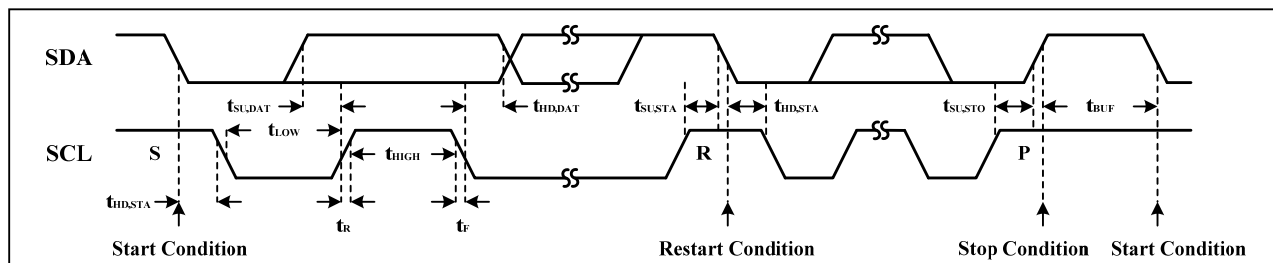 SDA
tSU,DAT
tHD,DAT
tSU,STA
tHD,STA
tSU,STO
tBUF
tLOW
SCL
S
tHIGH
R
P
tHD,STA
tR
tF
Start Condition
Restart Condition
Stop Condition
Start Condition